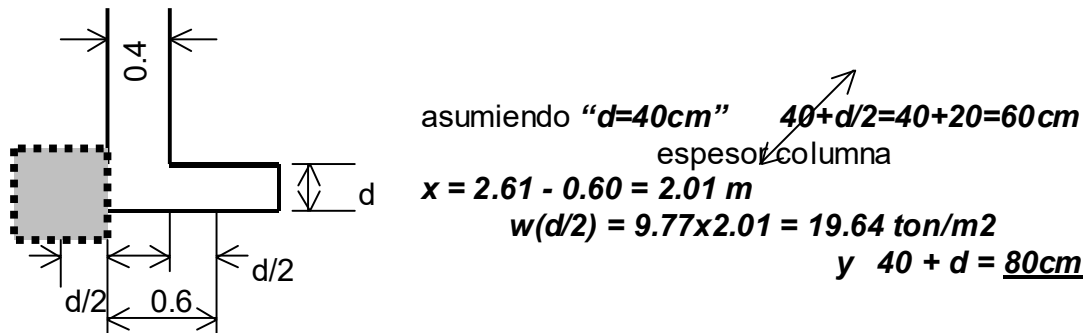 0.4
asumiendo “d=40cm” 40+d/2=40+20=60cm
espesor columna
d
x = 2.61 - 0.60 = 2.01 m
w(d/2) = 9.77x2.01 = 19.64 ton/m2
y 40 + d = 80cm
d/2
d/2 0.6